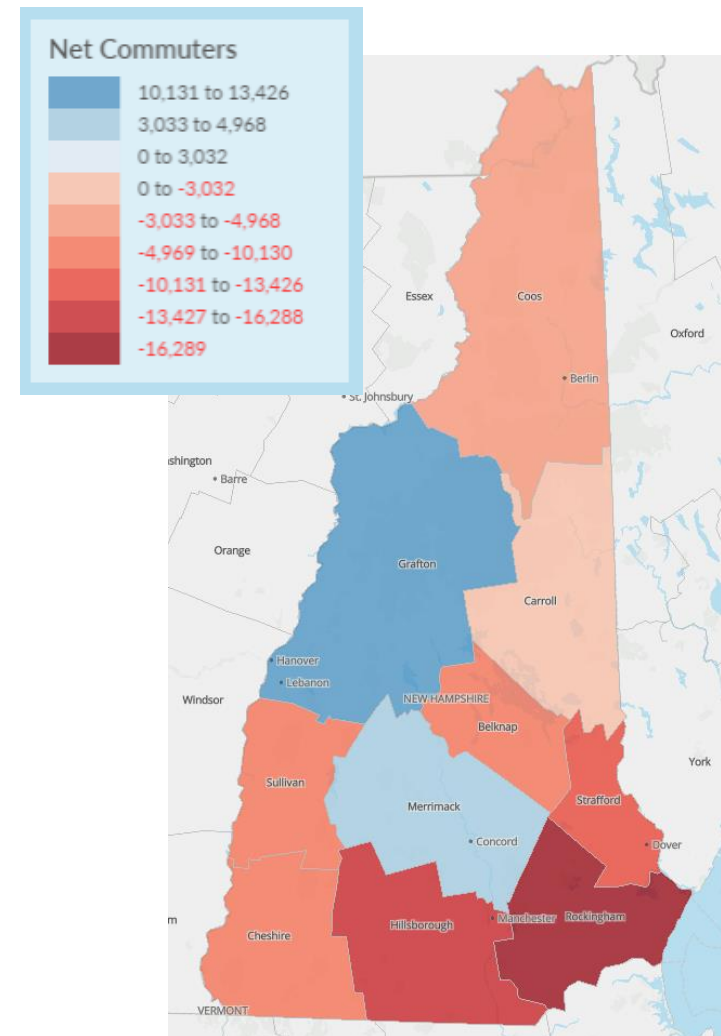 Net Commuters
10,131 to 13,426
3,033 to 4,968
0 to 3,032
0 to -3,032
-3,033 to -4,968
-4,969 to -10,130
-10,131 to -13,426
-13,427 to -16,288
-16,289
Essex
Coos
Oxford
Berlin
St. Johnsbury
shington
Barre
Orange
Grafton
Carroll
Hanover
Lebanon
Windsor
NEW HAMPSHIRE
Belknap
York
Sullivan
Strafford
Merrimack
Concord
Dover
m
Manchester
Rockingham
Hillsborough
Cheshire
VERMONT